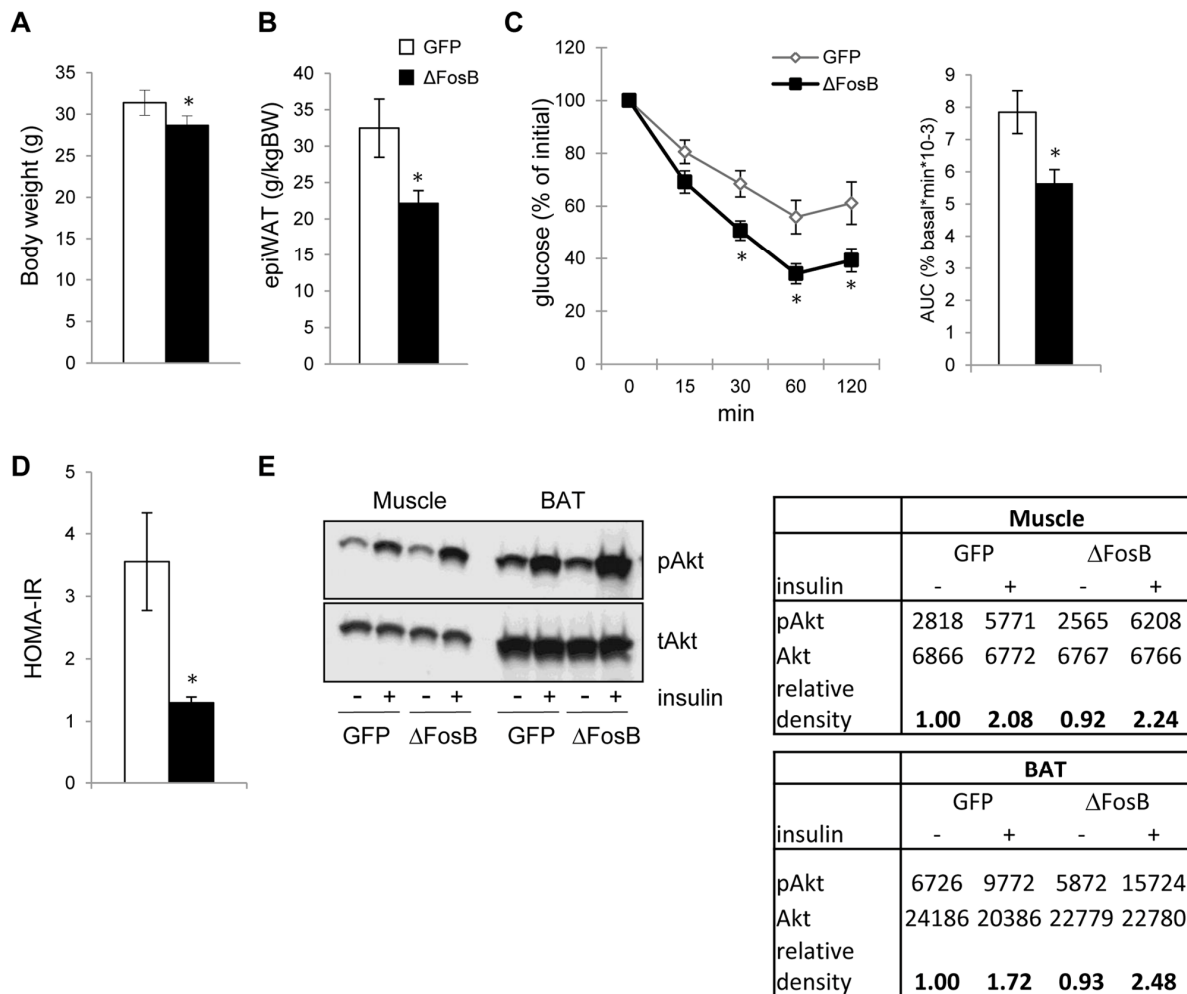 A
Body weight (g)
35
30
25
20
15
10
5
0
*
B
GFP
ΔFosB
epiWAT (g/kgBW)
40
35
30
25
20
15
10
5
0
*
C
glucose (% of initial)
120
100
80
60
40
20
0
GFP
ΔFosB
*
*
*
0 15 30 60 120
min
AUC (% basal*min*10-3)
9
8
7
6
5
4
3
2
1
0
*
D
HOMA-IR
5
4
3
2
1
0
*
E
Muscle BAT
pAkt
tAkt
- + - + - + - + insulin
GFP ΔFosB GFP ΔFosB
Muscle
GFP ΔFosB
insulin - + - +
pAkt 2818 5771 2565 6208
Akt 6866 6772 6767 6766
relative
density 1.00 2.08 0.92 2.24
BAT
GFP ΔFosB
insulin - + - +
pAkt 6726 9772 5872 15724
Akt 24186 20386 22779 22780
relative
density 1.00 1.72 0.93 2.48